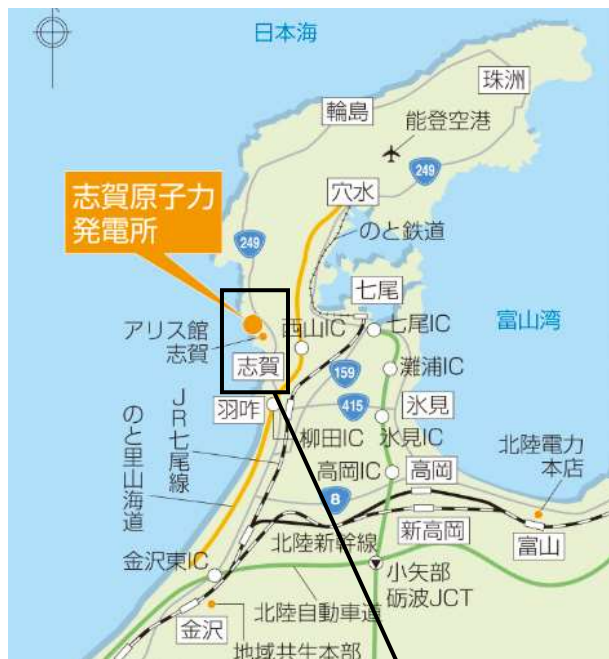 日本海
珠洲
輪島
能登空港
249
穴水
志賀原子力
発電所
のと鉄道
249
七尾
富山湾
アリス館
志賀
西山IC
七尾IC
志賀
159
灘浦IC
羽咋
415
氷見
JR七尾線
のと里山海道
柳田IC
氷見IC
北陸電力
本店
高岡IC
高岡
8
新高岡
富山
北陸新幹線
金沢東IC
小矢部
砺波JCT
北陸自動車道
金沢
地域共生本部